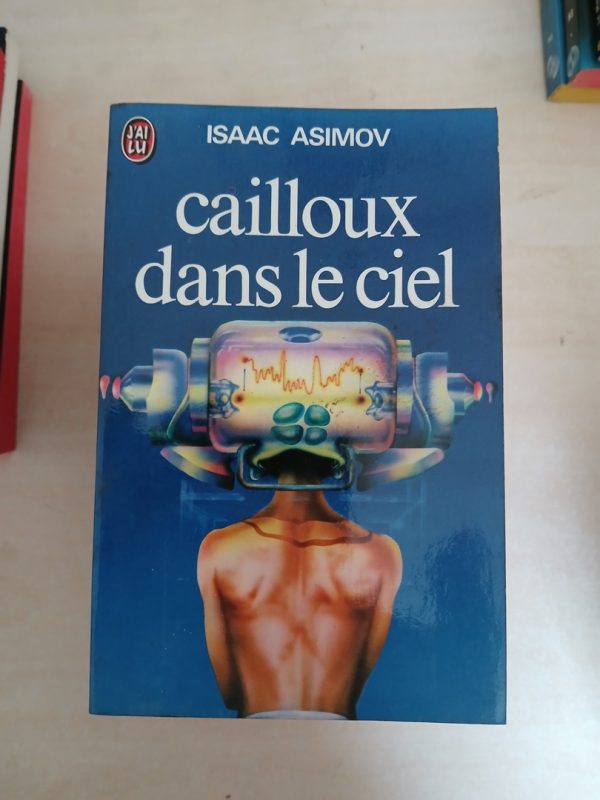 J'AI
LU
ISAAC ASIMOV
cailloux
dans le ciel